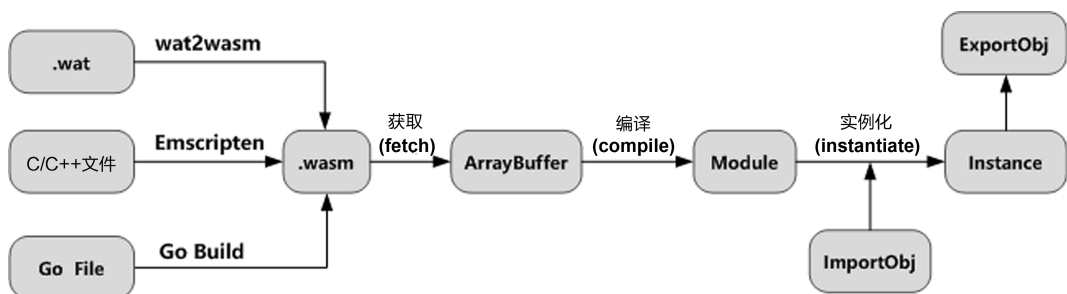 wat2wasm
.wat
ExportObj
Emscripten
C/C++文件
.wasm
获取
(fetch)
ArrayBuffer
编译
(compile)
Module
实例化
(instantiate)
Instance
Go Build
Go File
ImportObj